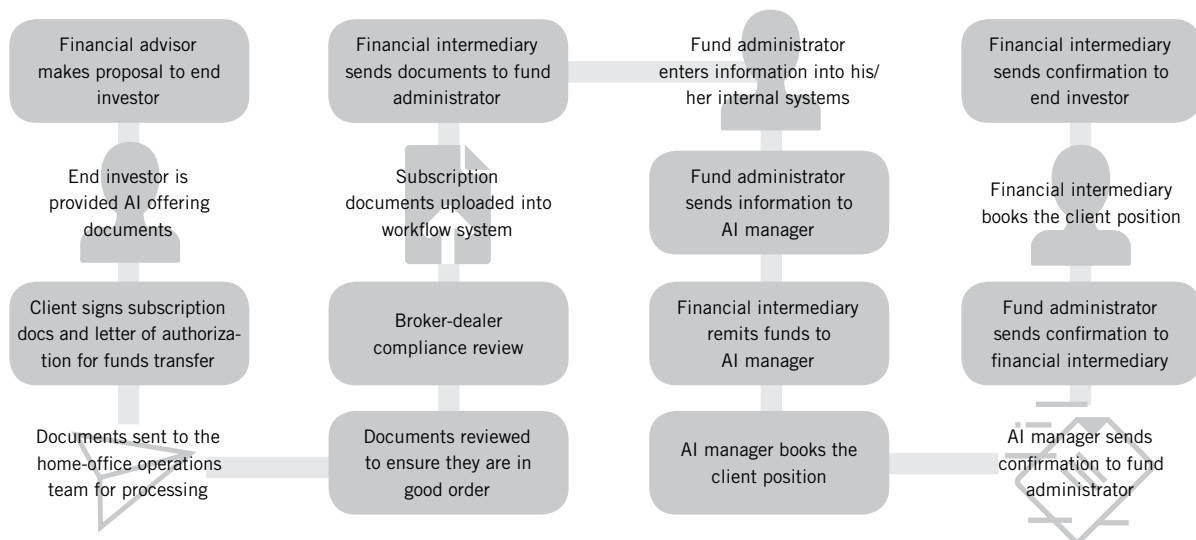 Financial advisor
makes proposal to end
investor
End investor is
provided AI offering
documents
Client signs subscription
docs and letter of authoriza-
tion for funds transfer
Documents sent to the
home-office operations
team for processing
Documents reviewed
to ensure they are in
good order
Broker-dealer
compliance review
Subscription
documents uploaded into
workflow system
Financial intermediary
sends documents to fund
administrator
Fund administrator
enters information into his/
her internal systems
Fund administrator
sends information to
AI manager
Financial intermediary
remits funds to
AI manager
AI manager books the
client position
AI manager sends
confirmation to fund
administrator
Fund administrator
sends confirmation to
financial intermediary
Financial intermediary
books the client position
Financial intermediary
sends confirmation to
end investor